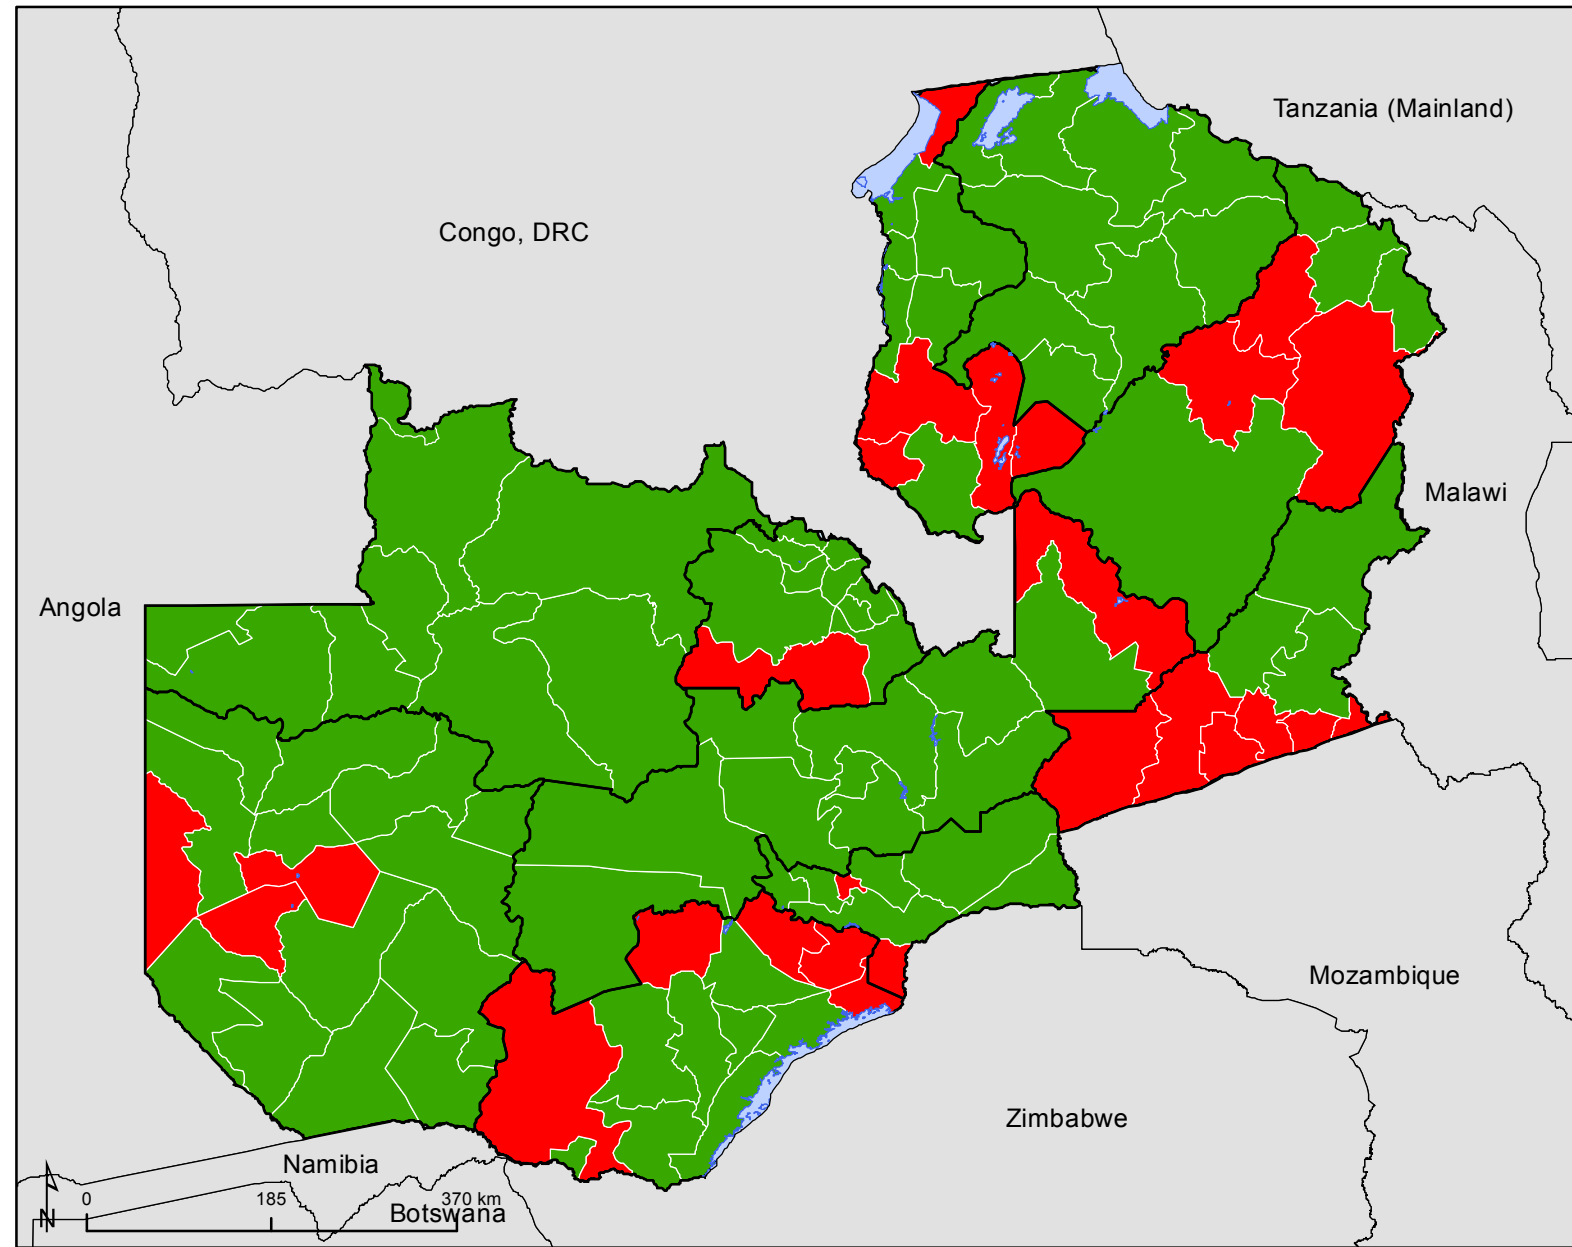 Tanzania (Mainland)
Congo, DRC
Malawi
Angola
Mozambique
Zimbabwe
Namibia
0 185 370 km
N
Botswana